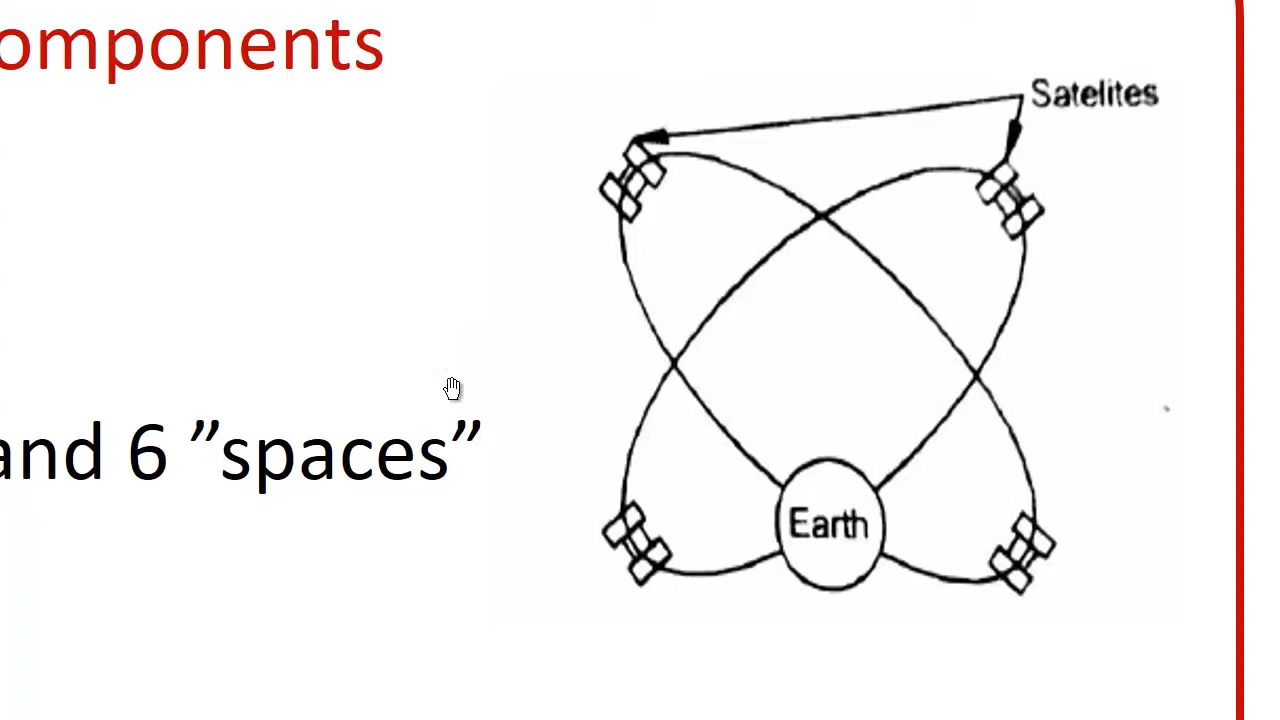 omponents
Satelites
and 6 ”spaces”
Earth